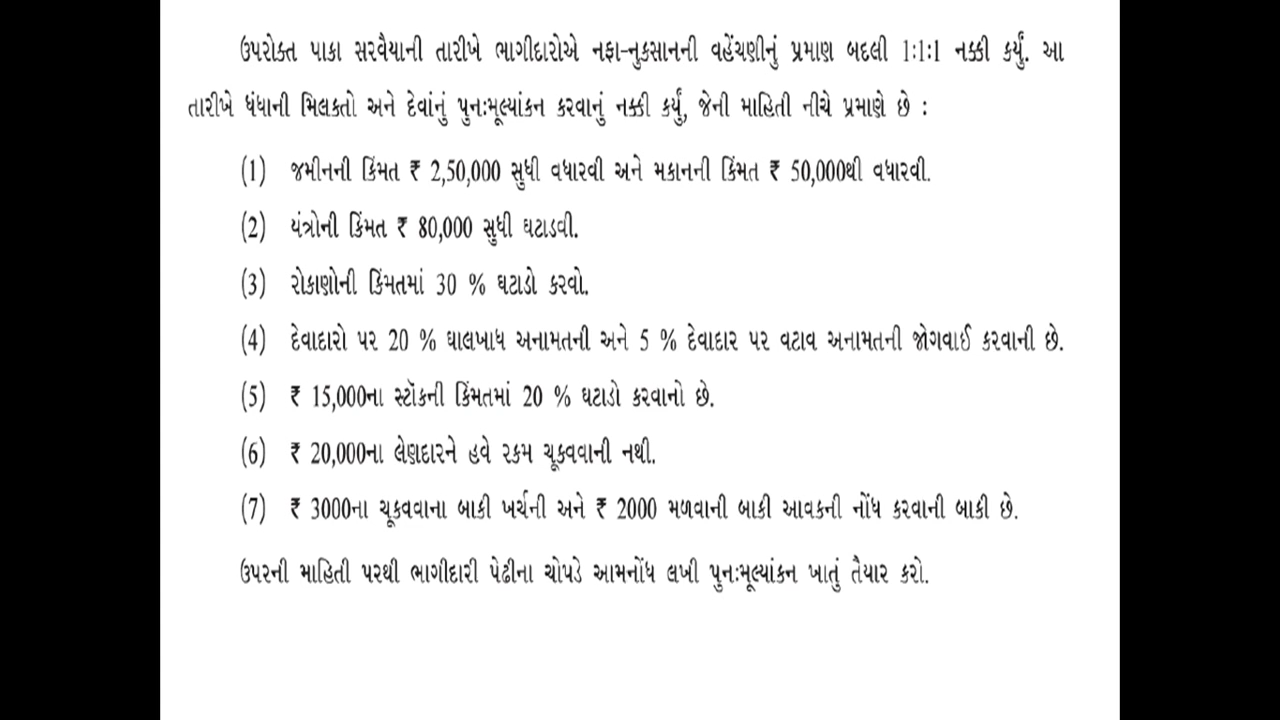 ઉપરોક્ત પાકા સરવૈયાની તારીખે ભાગીદારોએ નફા-નુકસાનની વહેંચણીનું પ્રમાણ બદલી 1:1:1 નક્કી કર્યું. આ
તારીખે ધંધાની મિલકતો અને દેવાંનું પુનઃમૂલ્યાંકન કરવાનું નક્કી કર્યું, જેની માહિતી નીચે પ્રમાણે છે :
(1) જમીનની કિંમત ₹ 2,50,000 સુધી વધારવી અને મકાનની કિંમત ₹ 50,000થી વધારવી.
(2) યંત્રોની કિંમત ₹ 80,000 સુધી ઘટાડવી.
(3) રોકાણોની કિંમતમાં 30 % ઘટાડો કરવો.
(4) દેવાદારો પર 20 % ઘાલખાધ અનામતની અને 5 % દેવાદાર પર વટાવ અનામતની જોગવાઈ કરવાની છે.
(5) ₹ 15,000ના સ્ટૉકની કિંમતમાં 20 % ઘટાડો કરવાનો છે.
(6) ₹ 20,000ના લેણદારને હવે રકમ ચૂકવવાની નથી.
(7) ₹ 3000ના ચૂકવવાના બાકી ખર્ચની અને ₹ 2000 મળવાની બાકી આવકની નોંધ કરવાની બાકી છે.
ઉપરની માહિતી પરથી ભાગીદારી પેઢીના ચોપડે આમનોંધ લખી પુનઃમૂલ્યાંકન ખાતું તૈયાર કરો.